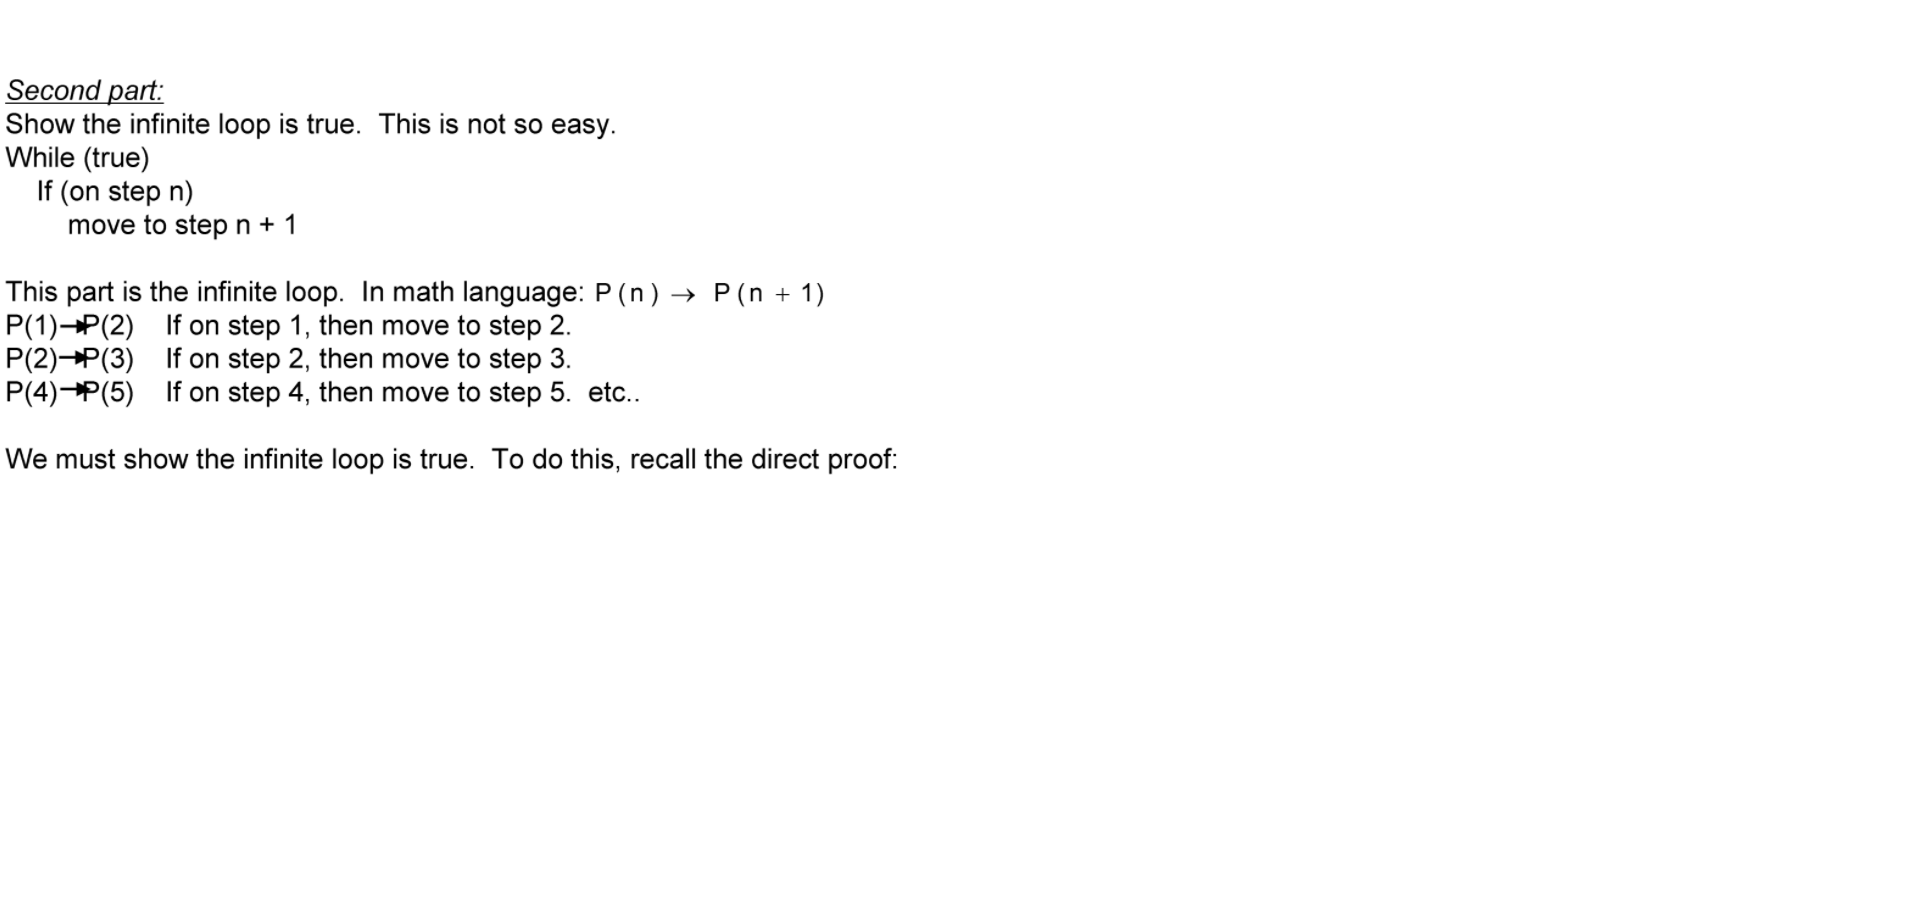 Second part:
Show the infinite loop is true.  This is not so easy.
While (true)
If (on step n)
move to step n + 1
This part is the infinite loop.  In math language: P(n) → P(n + 1)
P(1)→P(2)    If on step 1, then move to step 2.
P(2)→P(3)    If on step 2, then move to step 3.
P(4)→P(5)    If on step 4, then move to step 5.  etc..
We must show the infinite loop is true.  To do this, recall the direct proof: